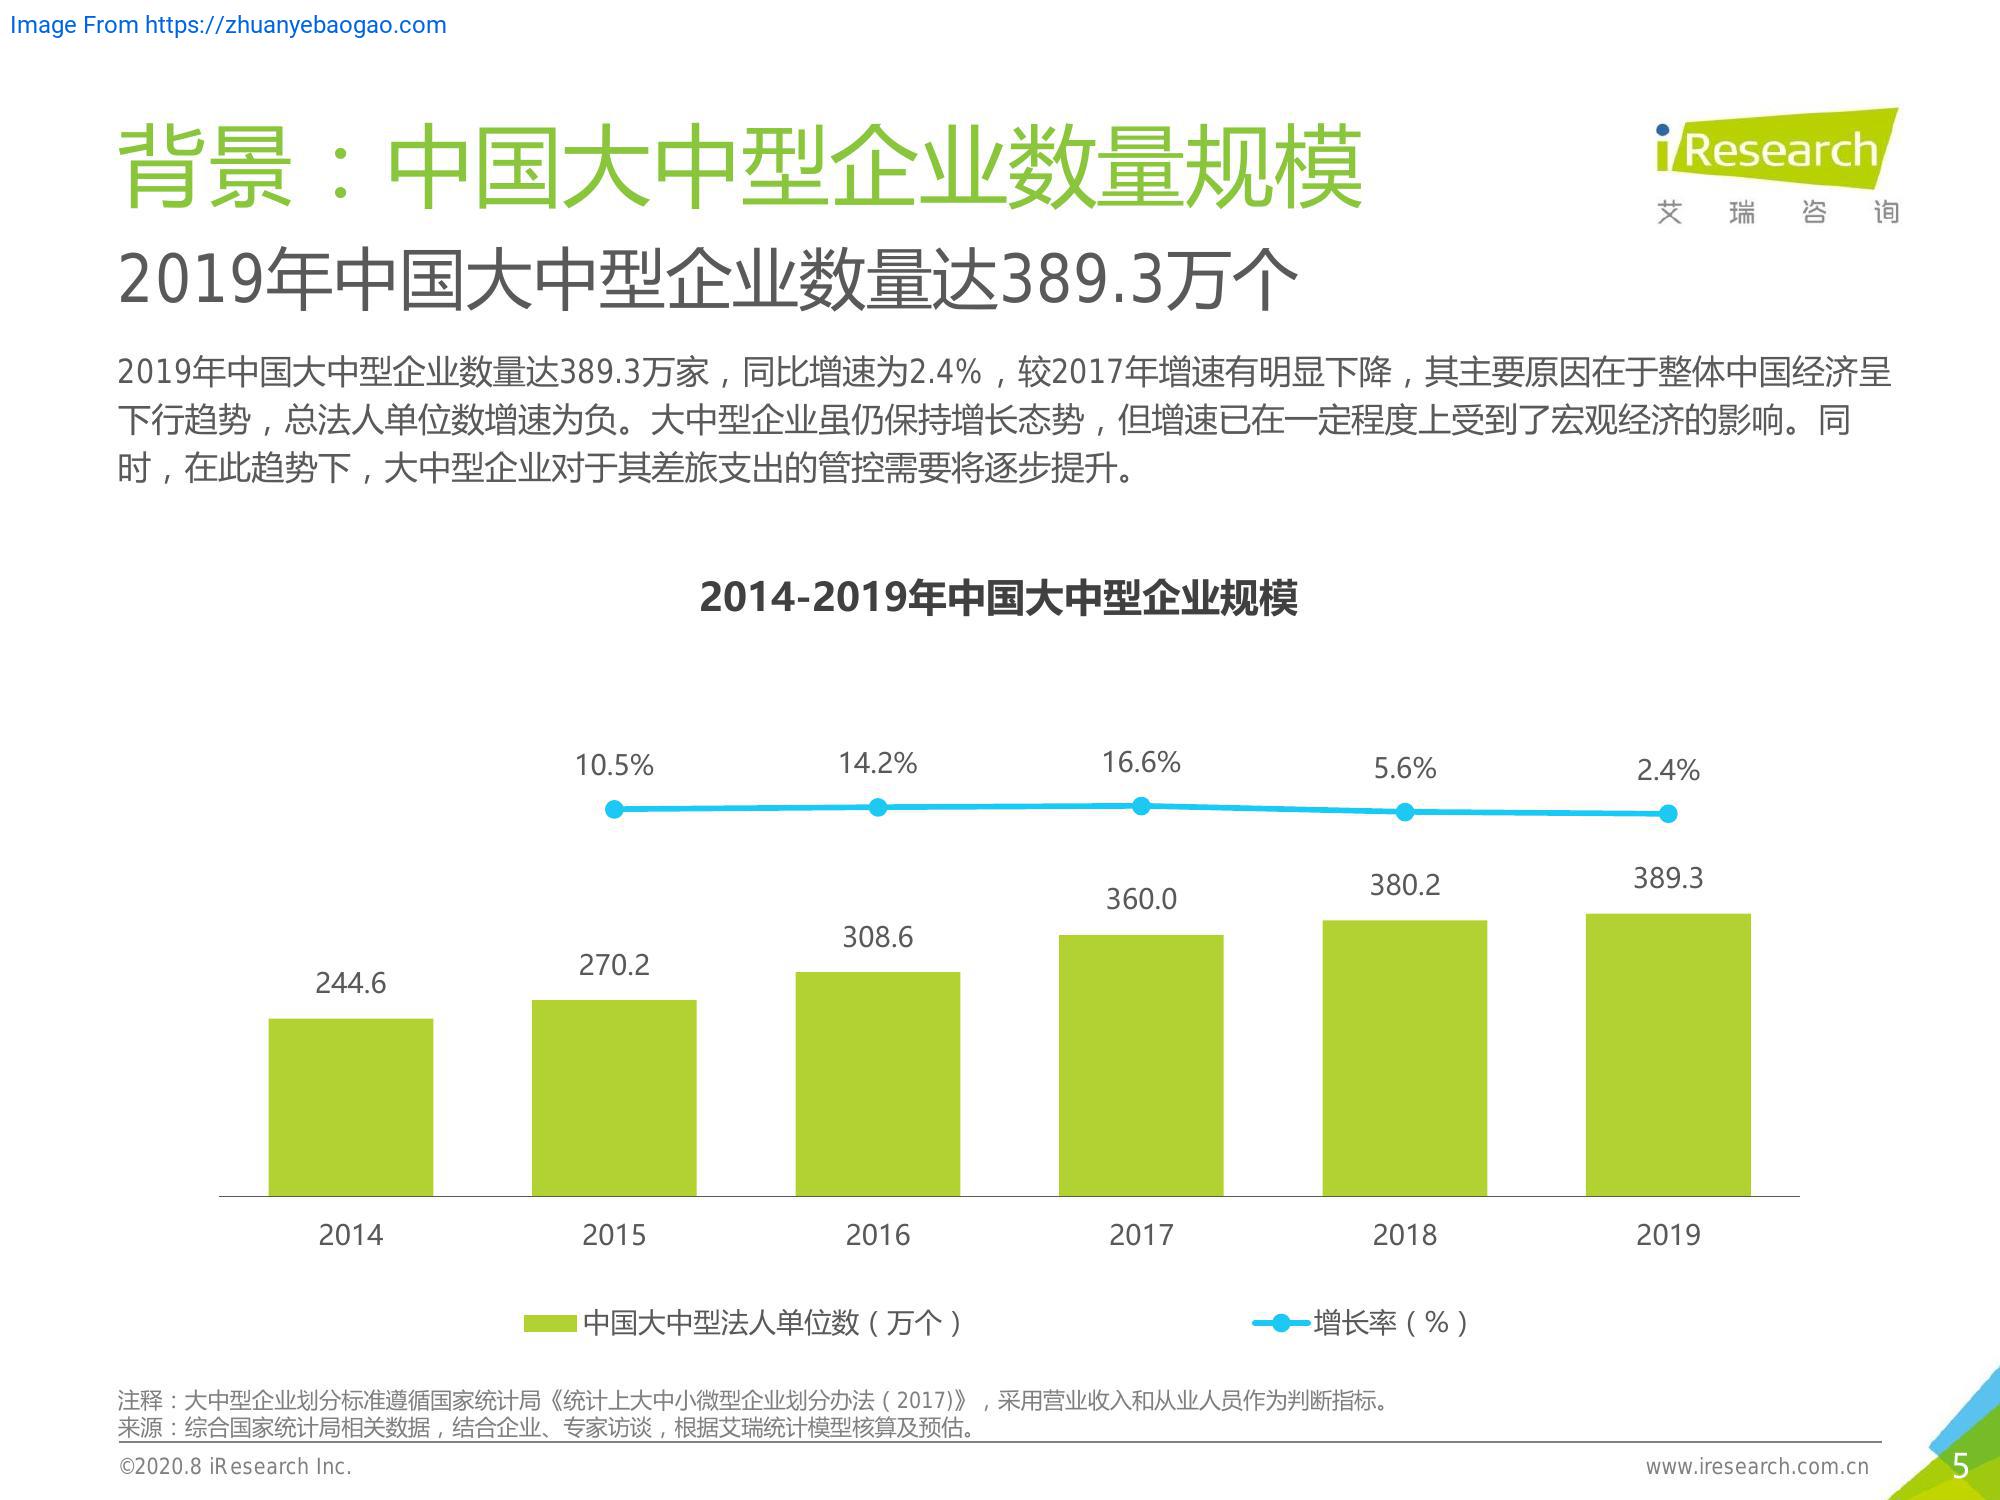 Image From https://zhuanyebaogao.com
背景：中国大中型企业数量规模
iResearch
艾瑞咨询
2019年中国大中型企业数量达389.3万个
2019年中国大中型企业数量达389.3万家，同比增速为2.4%，较2017年增速有明显下降，其主要原因在于整体中国经济呈
下行趋势，总法人单位数增速为负。大中型企业虽仍保持增长态势，但增速已在一定程度上受到了宏观经济的影响。同
时，在此趋势下，大中型企业对于其差旅支出的管控需要将逐步提升。
2014-2019年中国大中型企业规模
10.5% 14.2% 16.6% 5.6% 2.4%
244.6 270.2 308.6 360.0 380.2 389.3
2014 2015 2016 2017 2018 2019
中国大中型法人单位数（万个） 增长率（%）
注释：大中型企业划分标准遵循国家统计局《统计上大中小微型企业划分办法（2017)》，采用营业收入和从业人员作为判断指标。
来源：综合国家统计局相关数据，结合企业、专家访谈，根据艾瑞统计模型核算及预估。
©2020.8 iResearch Inc. www.iresearch.com.cn 5